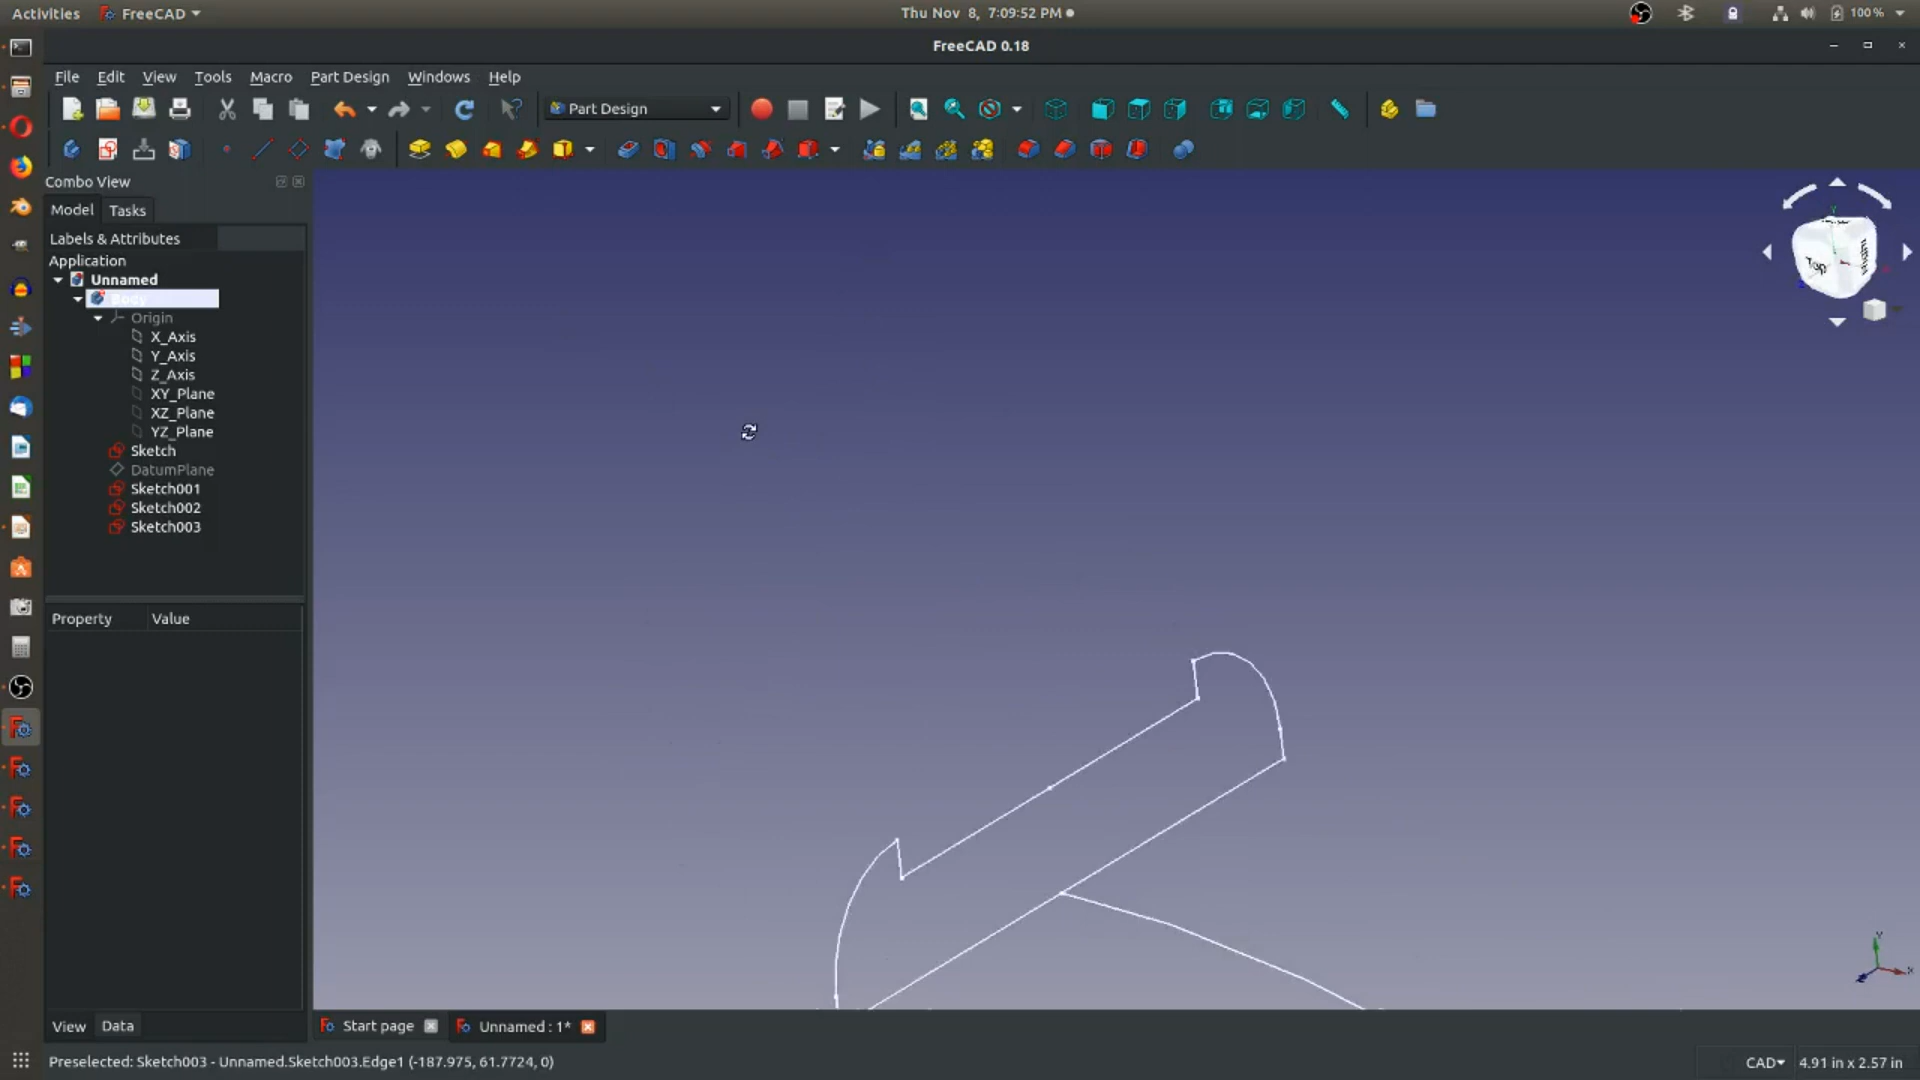 Activities FreeCAD Thu Nov 8, 7:09:52 PM 100%
FreeCAD 0.18
File Edit View Tools Macro Part Design Windows Help
Part Design
Combo View
Model Tasks
Labels & Attributes
Application
Unnamed
Body
Origin
X_Axis
Y_Axis
Z_Axis
XY_Plane
XZ_Plane
YZ_Plane
Sketch
DatumPlane
Sketch001
Sketch002
Sketch003
Property Value
Top
Y
X
View Data
Start page Unnamed : 1*
Preselected: Sketch003 - Unnamed.Sketch003.Edge1 (-187.975, 61.7724, 0)
CAD 4.91 in x 2.57 in